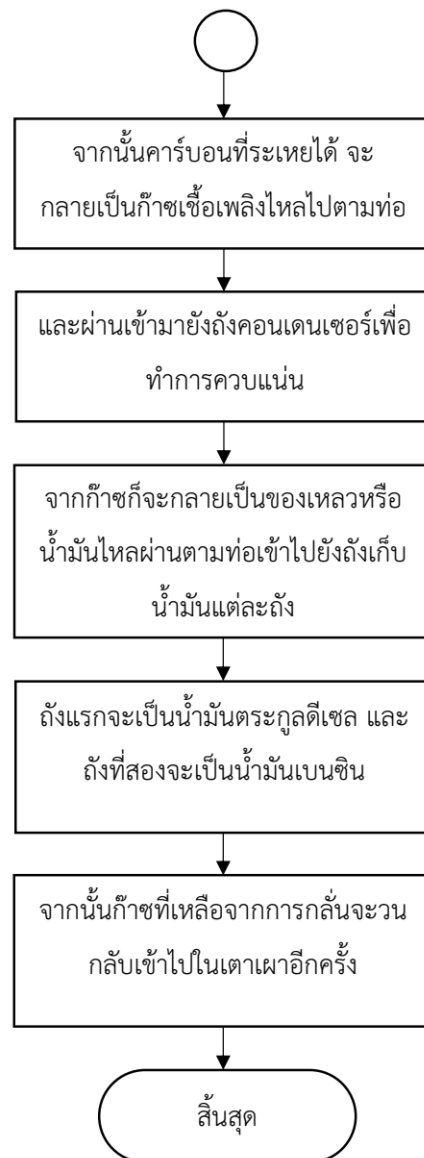 จากนั้นคาร์บอนที่ระเหยได้ จะ
กลายเป็นก๊าซเชื้อเพลิงไหลไปตามท่อ
และผ่านเข้ามายังถังคอนเดนเซอร์เพื่อ
ทำการควบแน่น
จากก๊าซก็จะกลายเป็นของเหลวหรือ
น้ำมันไหลผ่านตามท่อเข้าไปยังถังเก็บ
น้ำมันแต่ละถัง
ถังแรกจะเป็นน้ำมันตระกูลดีเซล และ
ถังที่สองจะเป็นน้ำมันเบนซิน
จากนั้นก๊าซที่เหลือจากการกลั่นจะวน
กลับเข้าไปในเตาเผาอีกครั้ง
สิ้นสุด